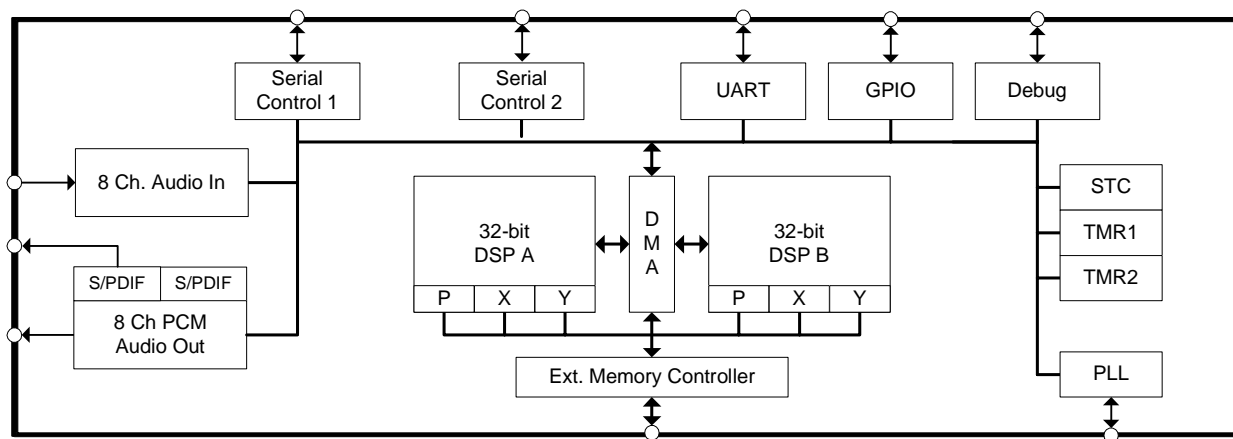 Serial
Control 1
Serial
Control 2
UART
GPIO
Debug
8 Ch. Audio In
STC
TMR1
TMR2
32-bit
DSP A
D
M
A
32-bit
DSP B
S/PDIF
S/PDIF
P
X
Y
P
X
Y
8 Ch PCM
Audio Out
Ext. Memory Controller
PLL